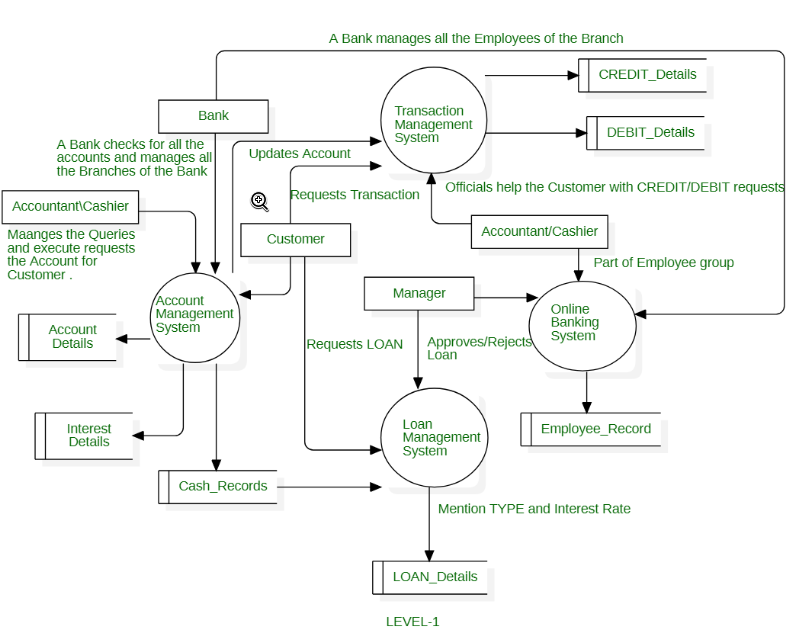 A Bank manages all the Employees of the Branch
CREDIT_Details
Bank
Transaction
Management
System
DEBIT_Details
A Bank checks for all the
accounts and manages all
the Branches of the Bank
Updates Account
Requests Transaction
Officials help the Customer with CREDIT/DEBIT requests
Accountant\Cashier
Maanges the Queries
and execute requests
the Account for
Customer .
Customer
Accountant/Cashier
Part of Employee group
Manager
Account
Management
System
Online
Banking
System
Account
Details
Requests LOAN
Approves/Rejects
Loan
Interest
Details
Loan
Management
System
Employee_Record
Cash_Records
Mention TYPE and Interest Rate
LOAN_Details
LEVEL-1